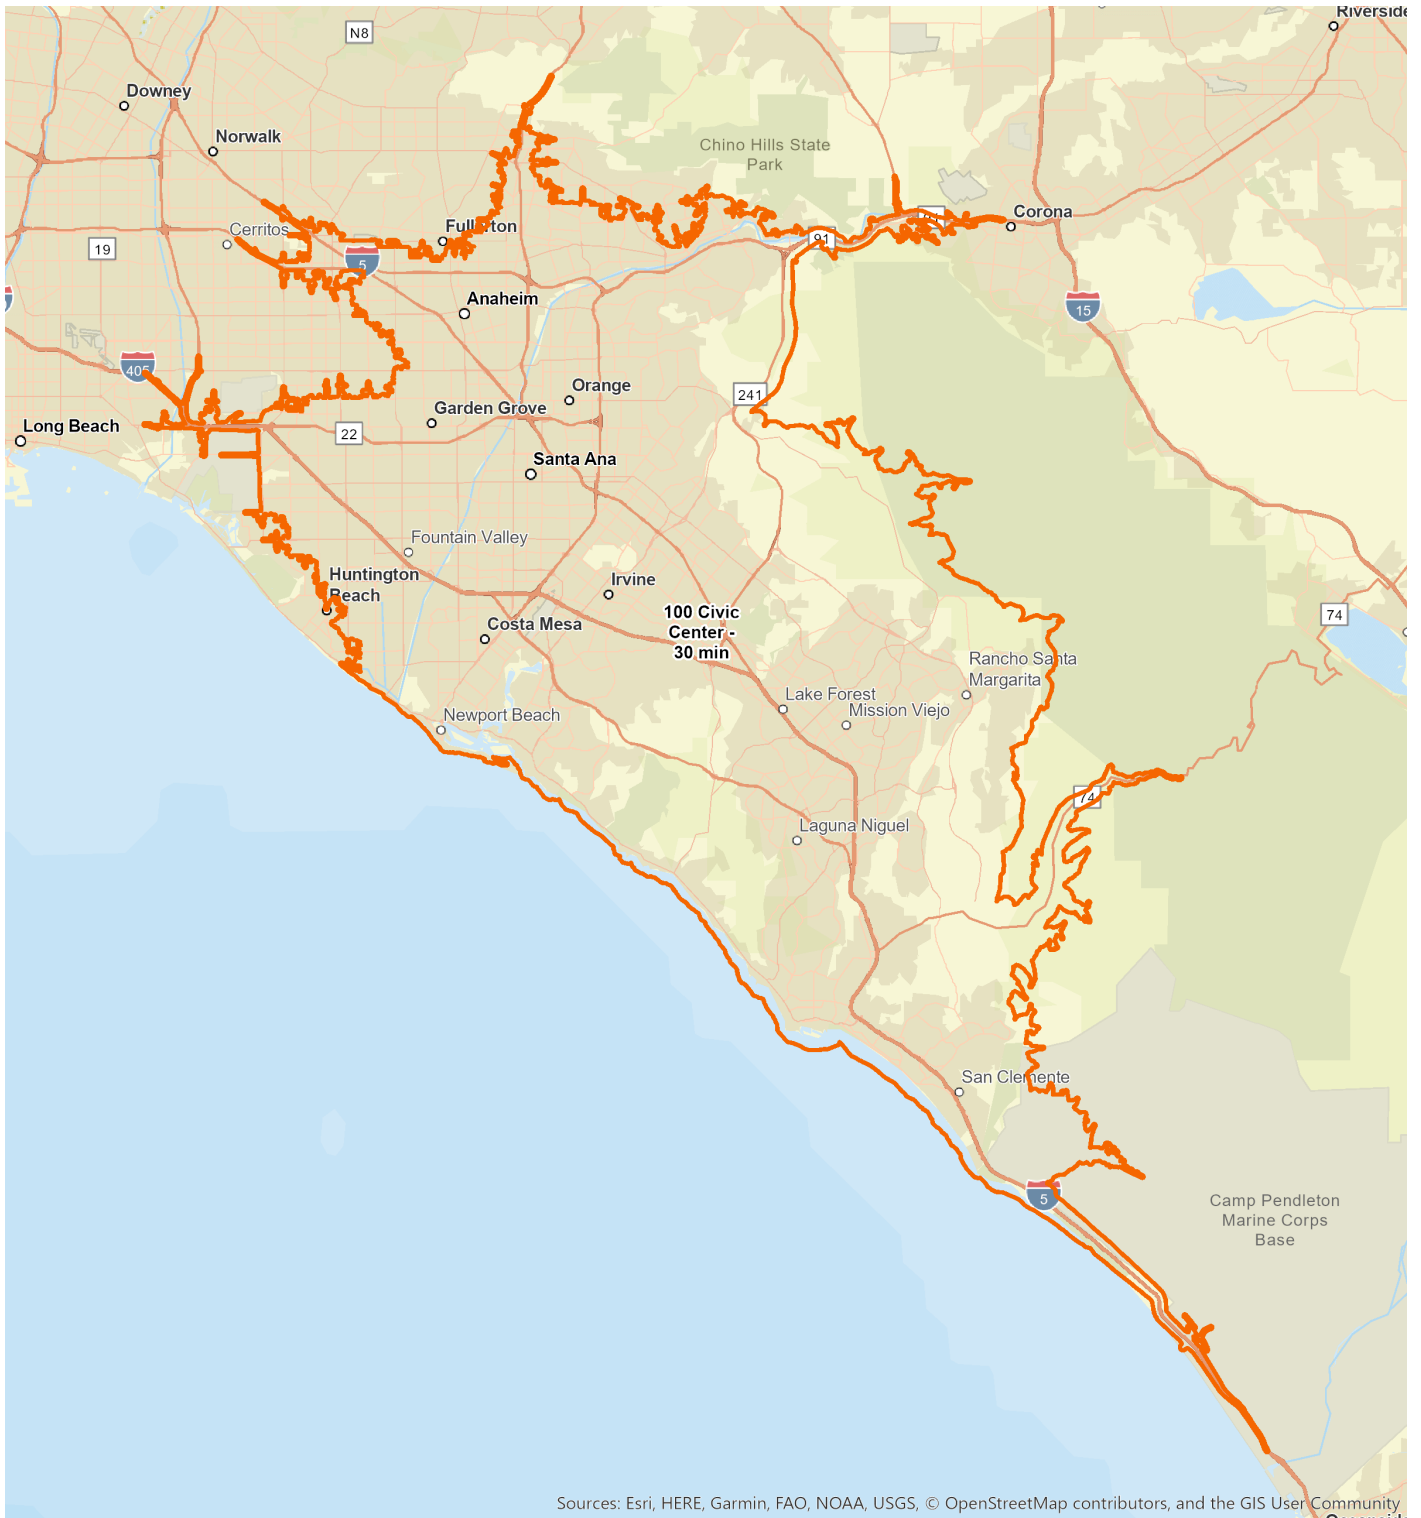 Riverside
N8
Downey
Norwalk
Chino Hills State
Park
Corona
Cerritos
Fullerton
91
91
19
5
Anaheim
15
405
Orange
241
Garden Grove
22
Long Beach
Santa Ana
Fountain Valley
Huntington
Beach
Irvine
100 Civic
Center -
30 min
74
Costa Mesa
Rancho Santa
Margarita
Lake Forest
Mission Viejo
Newport Beach
74
Laguna Niguel
San Clemente
5
Camp Pendleton
Marine Corps
Base
Sources: Esri, HERE, Garmin, FAO, NOAA, USGS, © OpenStreetMap contributors, and the GIS User Community